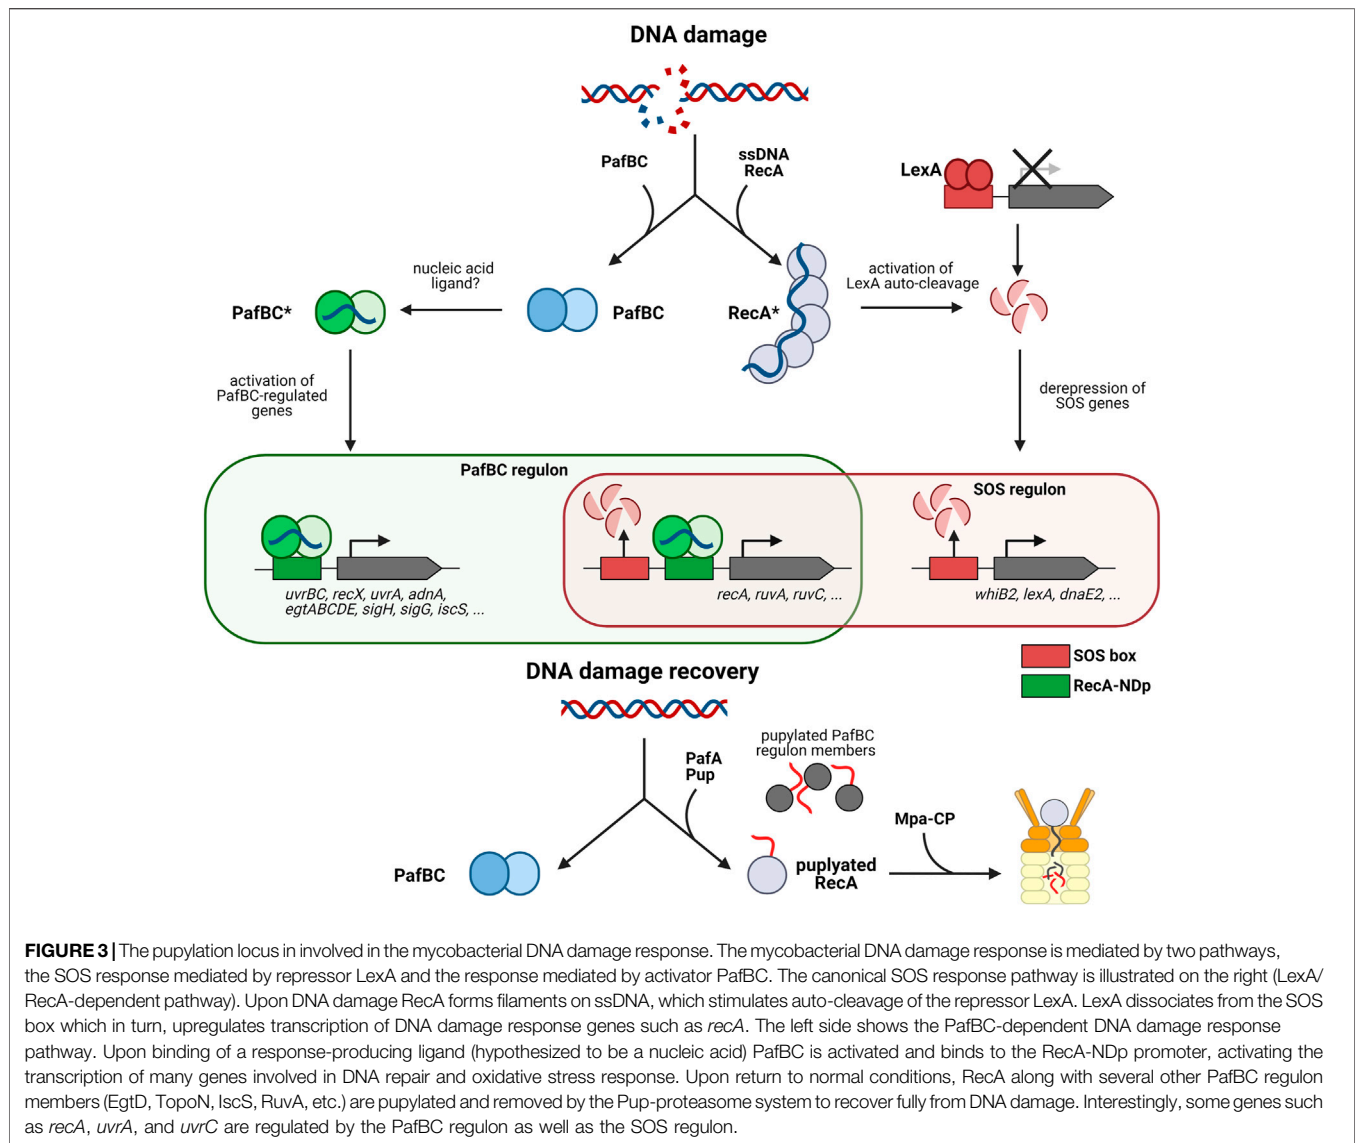 DNA damage
PafBC
ssDNA
RecA
LexA
nucleic acid
ligand?
activation of
LexA auto-cleavage
PafBC*
PafBC
RecA*
activation of
PafBC-regulated
genes
derepression of
SOS genes
PafBC regulon
SOS regulon
uvrBC, recX, uvrA, adnA,
egtABCDE, sigH, sigG, iscS, ...
recA, ruvA, ruvC, ...
whiB2, lexA, dnaE2, ...
SOS box
RecA-NDp
DNA damage recovery
PafA
Pup
pupylated PafBC
regulon members
Mpa-CP
PafBC
puplyated
RecA
FIGURE 3 | The pupylation locus in involved in the mycobacterial DNA damage response. The mycobacterial DNA damage response is mediated by two pathways,
the SOS response mediated by repressor LexA and the response mediated by activator PafBC. The canonical SOS response pathway is illustrated on the right (LexA/
RecA-dependent pathway). Upon DNA damage RecA forms filaments on ssDNA, which stimulates auto-cleavage of the repressor LexA. LexA dissociates from the SOS
box which in turn, upregulates transcription of DNA damage response genes such as recA. The left side shows the PafBC-dependent DNA damage response
pathway. Upon binding of a response-producing ligand (hypothesized to be a nucleic acid) PafBC is activated and binds to the RecA-NDp promoter, activating the
transcription of many genes involved in DNA repair and oxidative stress response. Upon return to normal conditions, RecA along with several other PafBC regulon
members (EgtD, TopoN, IscS, RuvA, etc.) are pupylated and removed by the Pup-proteasome system to recover fully from DNA damage. Interestingly, some genes such
as recA, uvrA, and uvrC are regulated by the PafBC regulon as well as the SOS regulon.